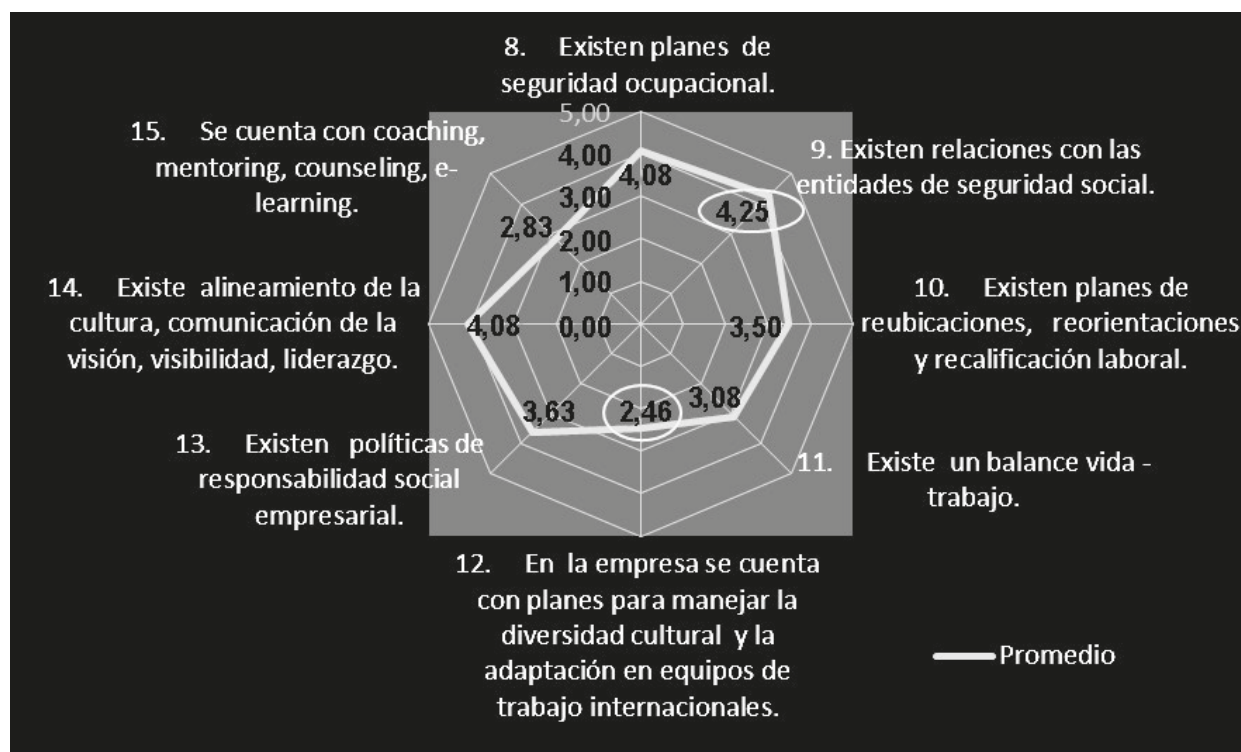 8. Existen planes de
seguridad ocupacional.
5,00
4,00
3,00
2,00
1,00
0,00
4,08
9. Existen relaciones con las
entidades de seguridad social.
4,25
10. Existen planes de
reubicaciones, reorientaciones
y recalificación laboral.
3,50
11. Existe un balance vida -
trabajo.
3,08
12. En la empresa se cuenta
con planes para manejar la
diversidad cultural y la
adaptación en equipos de
trabajo internacionales.
2,46
13. Existen políticas de
responsabilidad social
empresarial.
3,63
14. Existe alineamiento de la
cultura, comunicación de la
visión, visibilidad, liderazgo.
4,08
15. Se cuenta con coaching,
mentoring, counseling, e-
learning.
2,83
Promedio